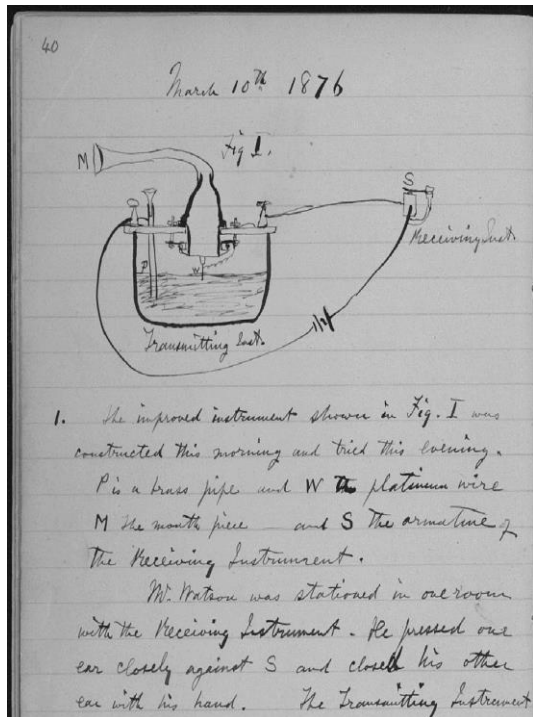 40
March 10th 1876
Fig I.
M
S
Receiving Inst.
P
W
Transmitting Inst.
1. The improved instrument shown in Fig. I was
constructed this morning and tried this evening.
P is a brass pipe and W the platinum wire
M the mouth piece — and S the armature of
the Receiving Instrument.
Mr. Watson was stationed in one room
with the Receiving Instrument. He pressed one
ear closely against S and closed his other
ear with his hand. The Transmitting Instrument